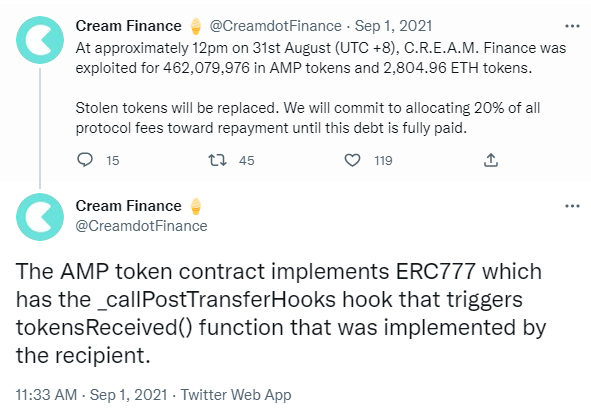 Cream Finance 🍦 @CreamdotFinance · Sep 1, 2021
At approximately 12pm on 31st August (UTC +8), C.R.E.A.M. Finance was
exploited for 462,079,976 in AMP tokens and 2,804.96 ETH tokens.
Stolen tokens will be replaced. We will commit to allocating 20% of all
protocol fees toward repayment until this debt is fully paid.
15 45 119
Cream Finance 🍦
@CreamdotFinance
The AMP token contract implements ERC777 which
has the _callPostTransferHooks hook that triggers
tokensReceived() function that was implemented by
the recipient.
11:33 AM · Sep 1, 2021 · Twitter Web App